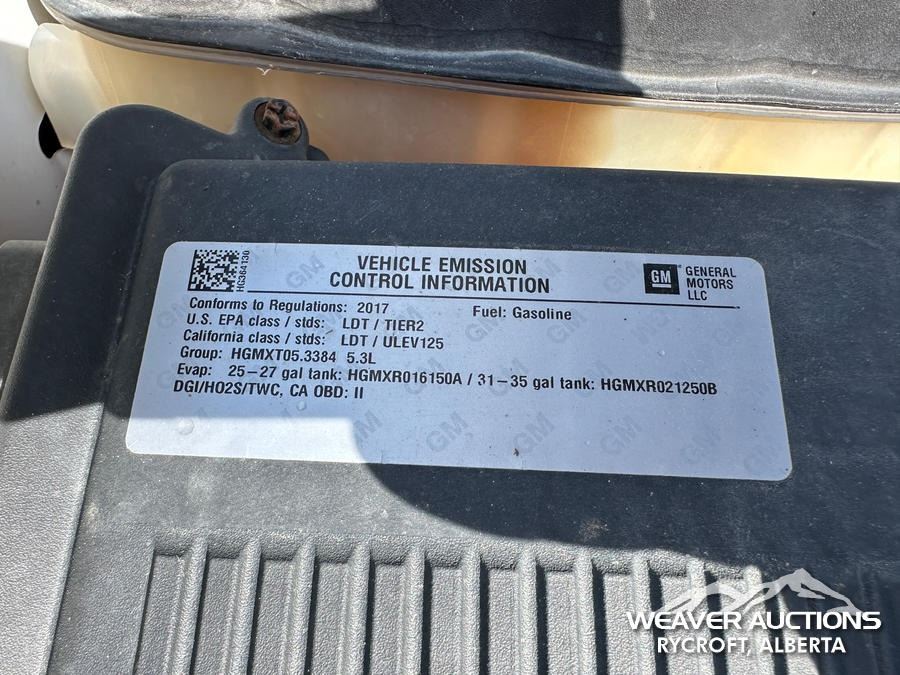 VEHICLE EMISSION
CONTROL INFORMATION
HG364130
GM
GENERAL
MOTORS
LLC
Conforms to Regulations: 2017 Fuel: Gasoline
U.S. EPA class / stds: LDT / TIER2
California class / stds: LDT / ULEV125
Group: HGMXT05.3384 5.3L
Evap: 25-27 gal tank: HGMXR016150A / 31-35 gal tank: HGMXR021250B
DGI/HO2S/TWC, CA OBD: II
WEAVER AUCTIONS
RYCROFT, ALBERTA